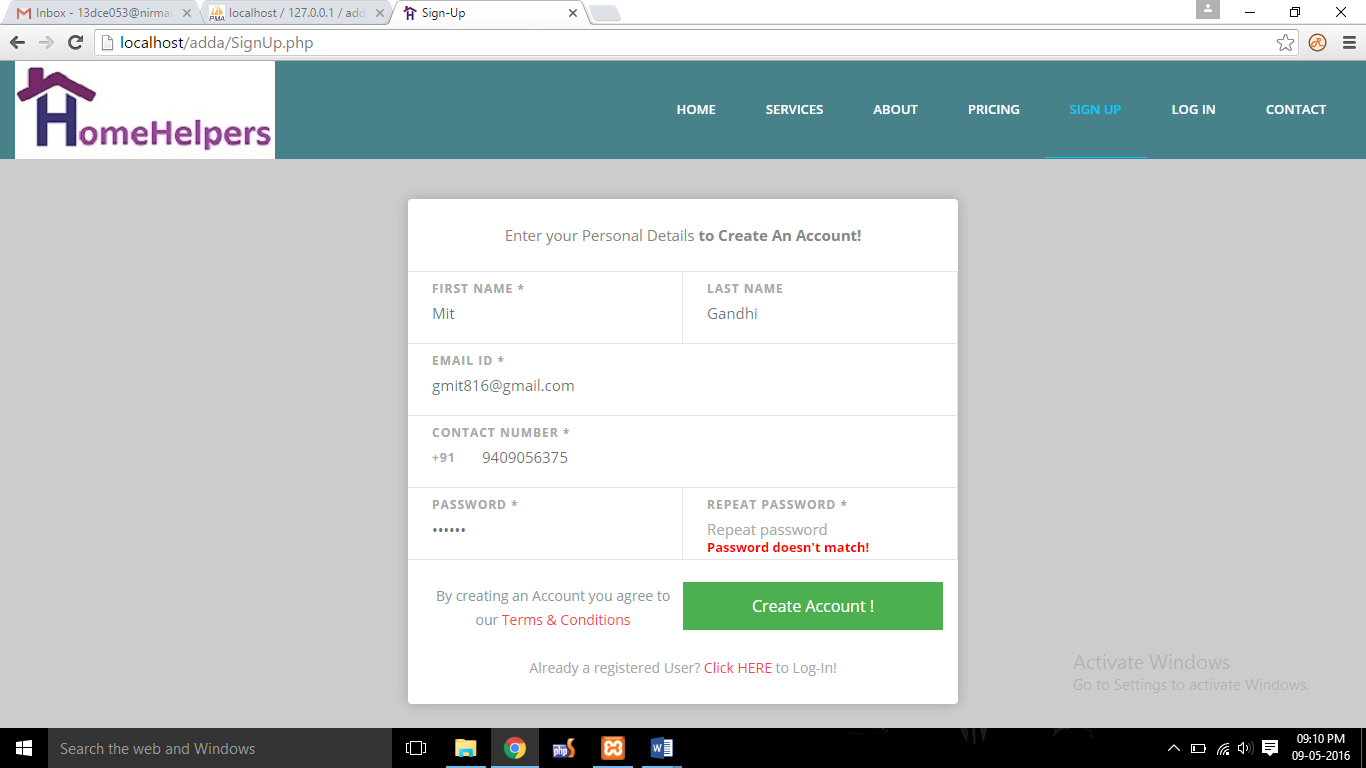 Inbox - 13dce053@nirmau
localhost / 127.0.0.1 / add
Sign-Up
localhost/adda/SignUp.php
HomeHelpers
HOME SERVICES ABOUT PRICING SIGN UP LOG IN CONTACT
Enter your Personal Details to Create An Account!
FIRST NAME * LAST NAME
Mit Gandhi
EMAIL ID *
gmit816@gmail.com
CONTACT NUMBER *
+91 9409056375
PASSWORD * REPEAT PASSWORD *
•••••• Repeat password
Password doesn't match!
By creating an Account you agree to
our Terms & Conditions
Create Account !
Already a registered User? Click HERE to Log-In!
Activate Windows
Go to Settings to activate Windows.
Search the web and Windows
09:10 PM
09-05-2016